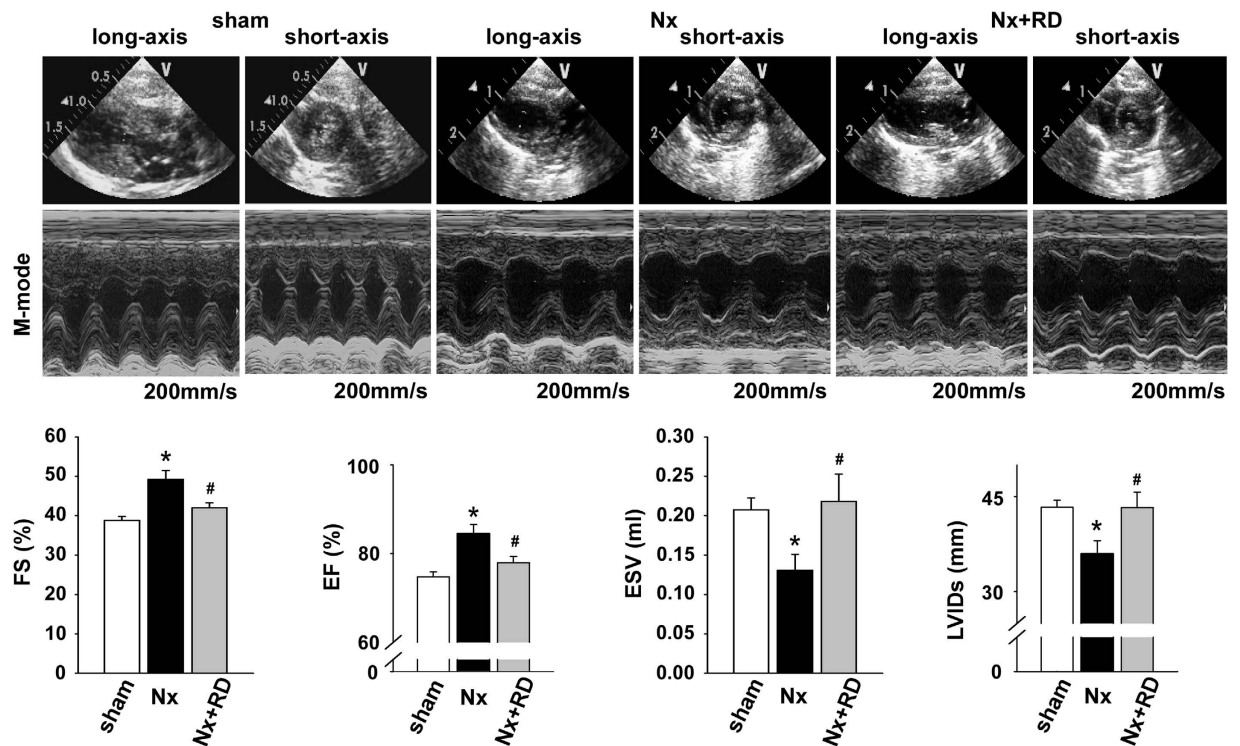 sham Nx Nx+RD
long-axis short-axis long-axis short-axis long-axis short-axis
V V V V V V
0.5 0.5 1 1 1 1
1.0 1.0
1.5 1.5 2 2 2 2
M-mode
200mm/s 200mm/s 200mm/s 200mm/s 200mm/s 200mm/s
FS (%)
60
50
40
30
20
10
0
*
#
sham Nx Nx+RD
EF (%)
100
80
60
0
*
#
sham Nx Nx+RD
ESV (ml)
0.30
0.25
0.20
0.15
0.10
0.05
0.00
*
#
sham Nx Nx+RD
LVIDs (mm)
45
30
0
*
#
sham Nx Nx+RD